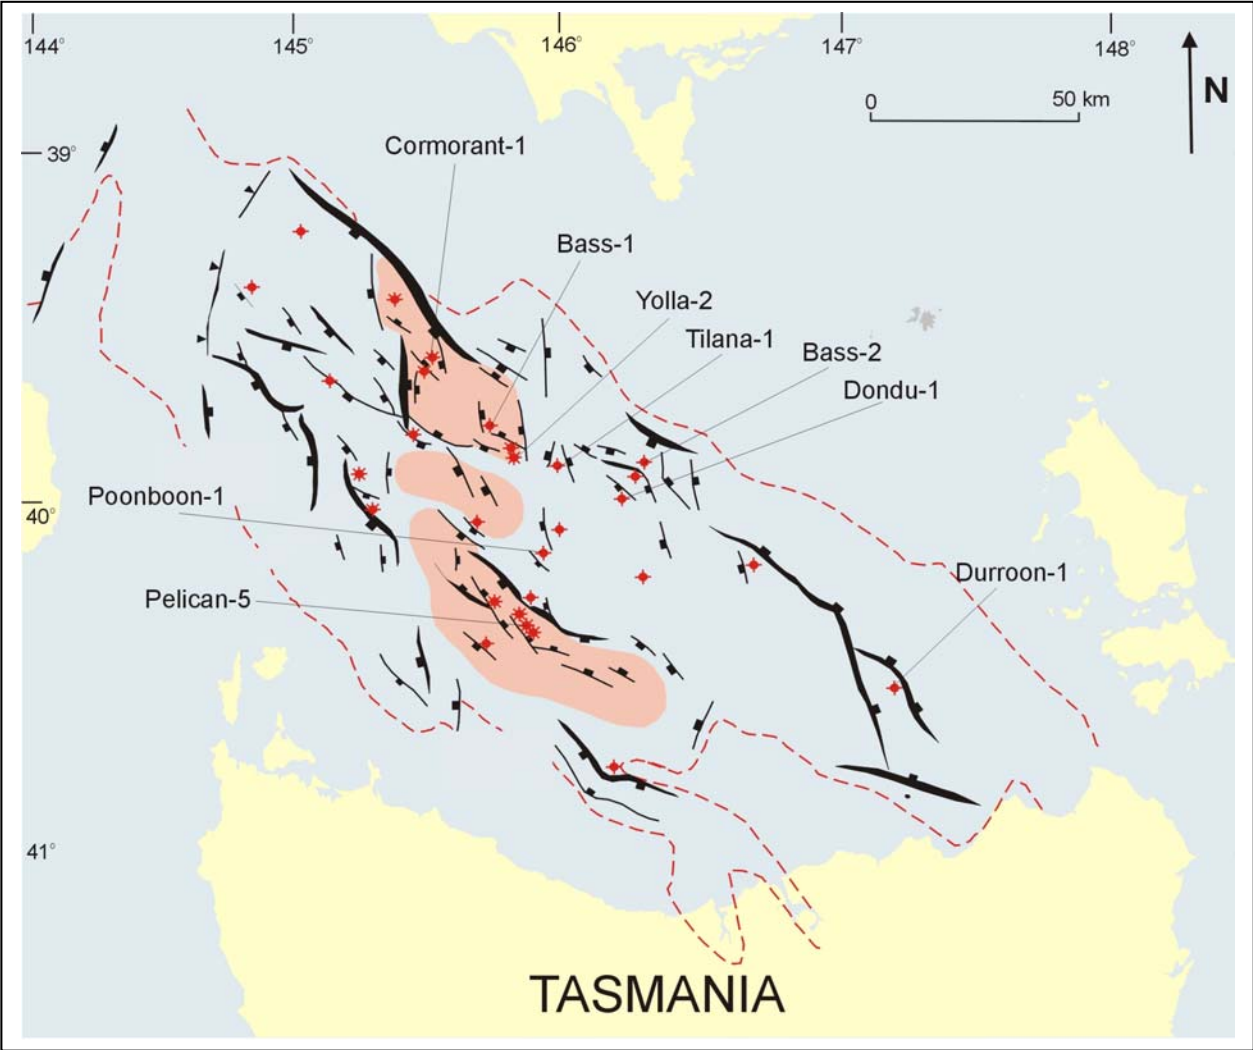 144°
145°
146°
147°
148°
0
50 km
N
Cormorant-1
39°
Bass-1
Yolla-2
Tilana-1
Bass-2
Dondu-1
Poonboon-1
40°
Durroon-1
Pelican-5
41°
TASMANIA